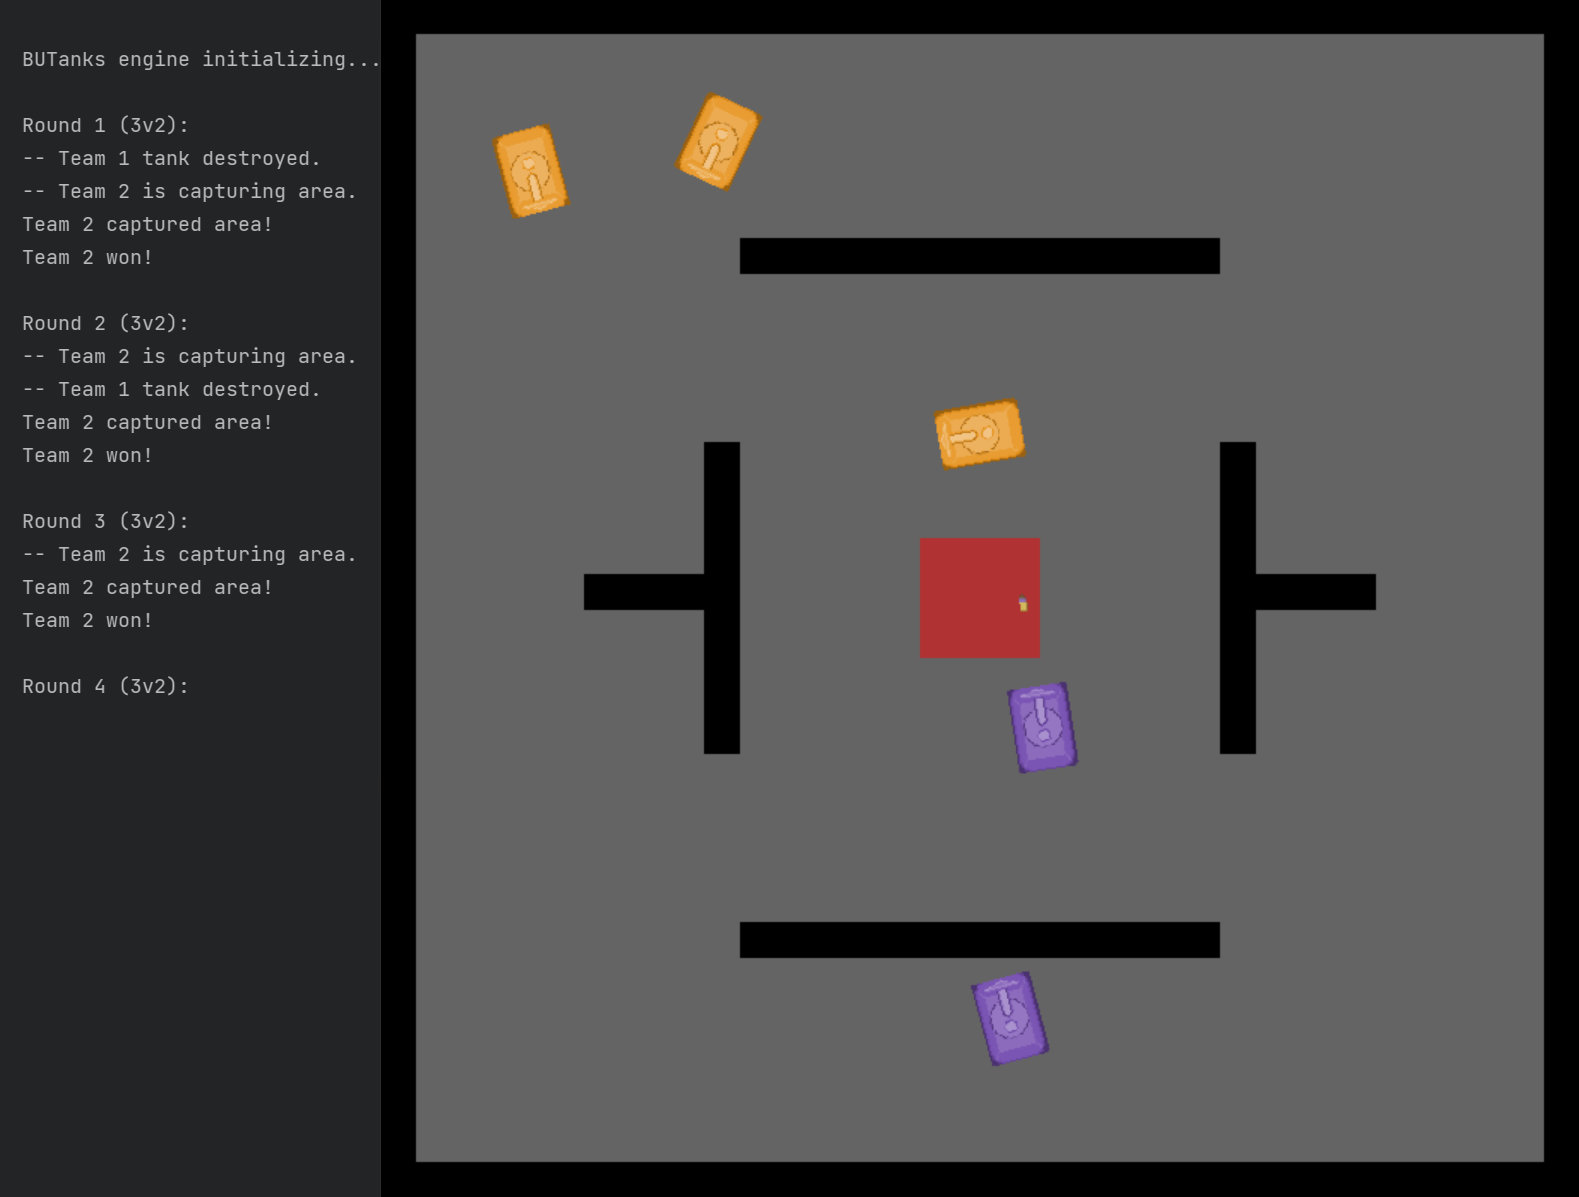 BUTanks engine initializing...
Round 1 (3v2):
-- Team 1 tank destroyed.
-- Team 2 is capturing area.
Team 2 captured area!
Team 2 won!
Round 2 (3v2):
-- Team 2 is capturing area.
-- Team 1 tank destroyed.
Team 2 captured area!
Team 2 won!
Round 3 (3v2):
-- Team 2 is capturing area.
Team 2 captured area!
Team 2 won!
Round 4 (3v2):